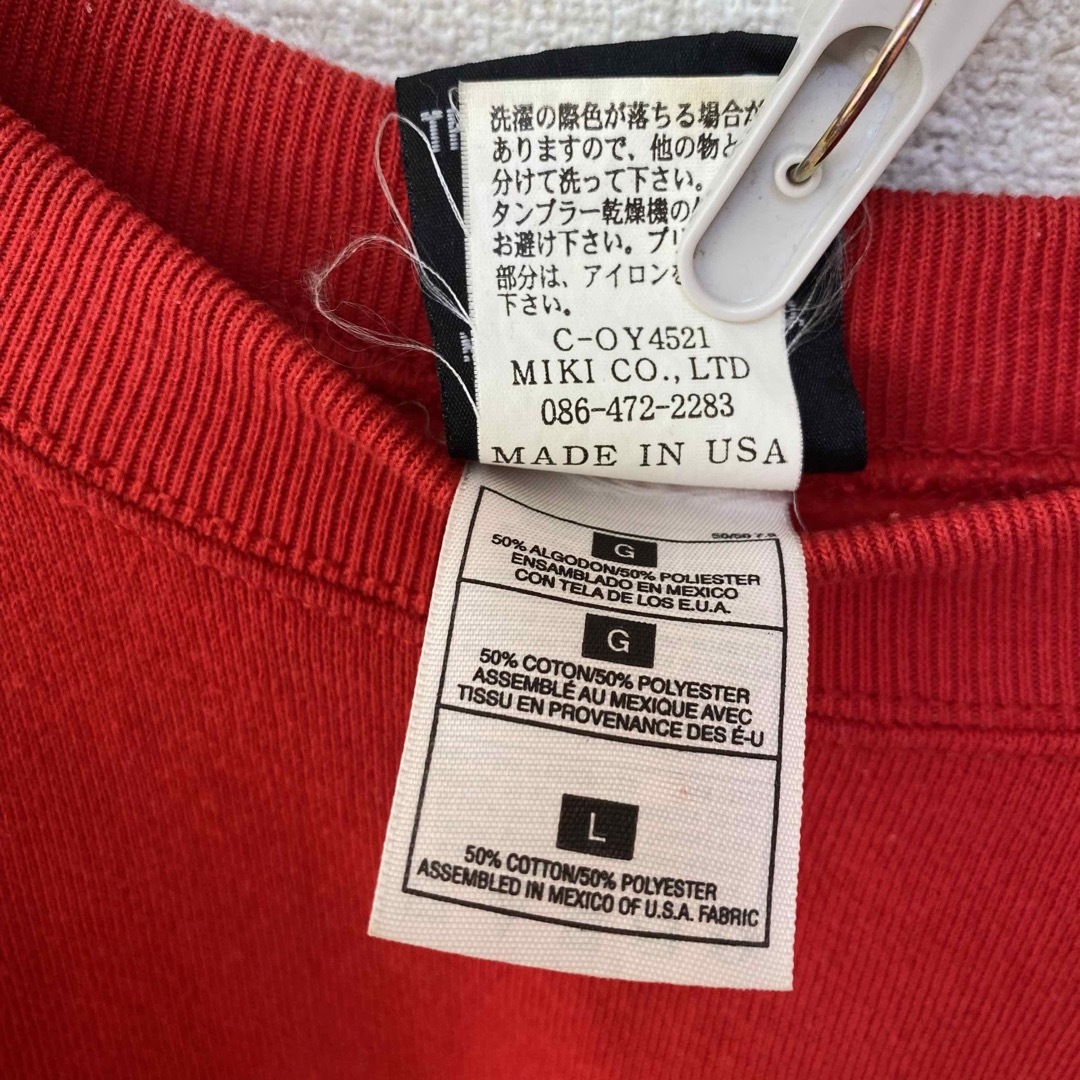 洗濯の際色が落ちる場合が
ありますので、他の物と
分けて洗って下さい。
タンブラー乾燥機の
お避け下さい。プリ
部分は、アイロンを
下さい。
C-OY4521
MIKI CO.,LTD
086-472-2283
MADE IN USA
G
50% ALGODON/50% POLIESTER
ENSAMBLADO EN MEXICO
CON TELA DE LOS E.U.A.
G
50% COTON/50% POLYESTER
ASSEMBLÉ AU MEXIQUE AVEC
TISSU EN PROVENANCE DES É-U
L
50% COTTON/50% POLYESTER
ASSEMBLED IN MEXICO OF U.S.A. FABRIC